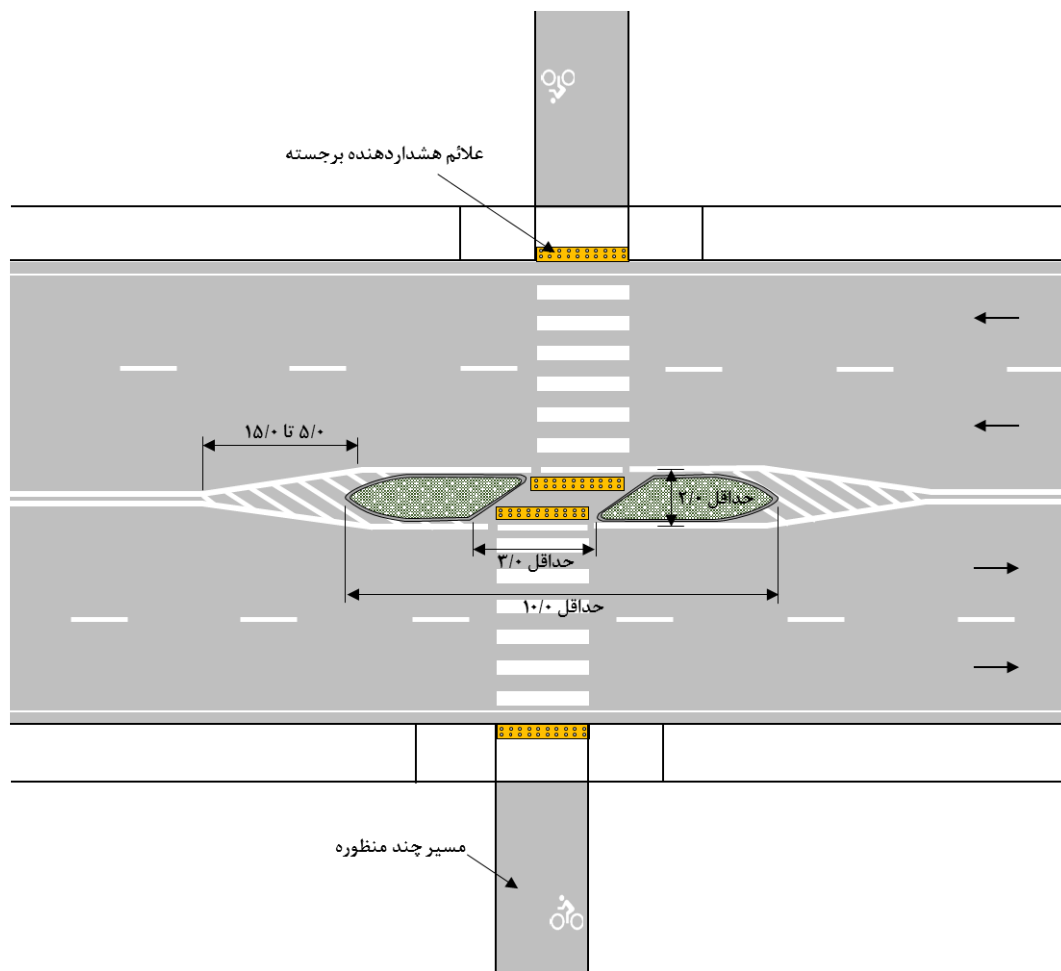 علائم هشداردهنده برجسته
۵/۰ تا ۱۵/۰
حداقل ۲/۰
حداقل ۳/۰
حداقل ۱۰/۰
مسیر چند منظوره